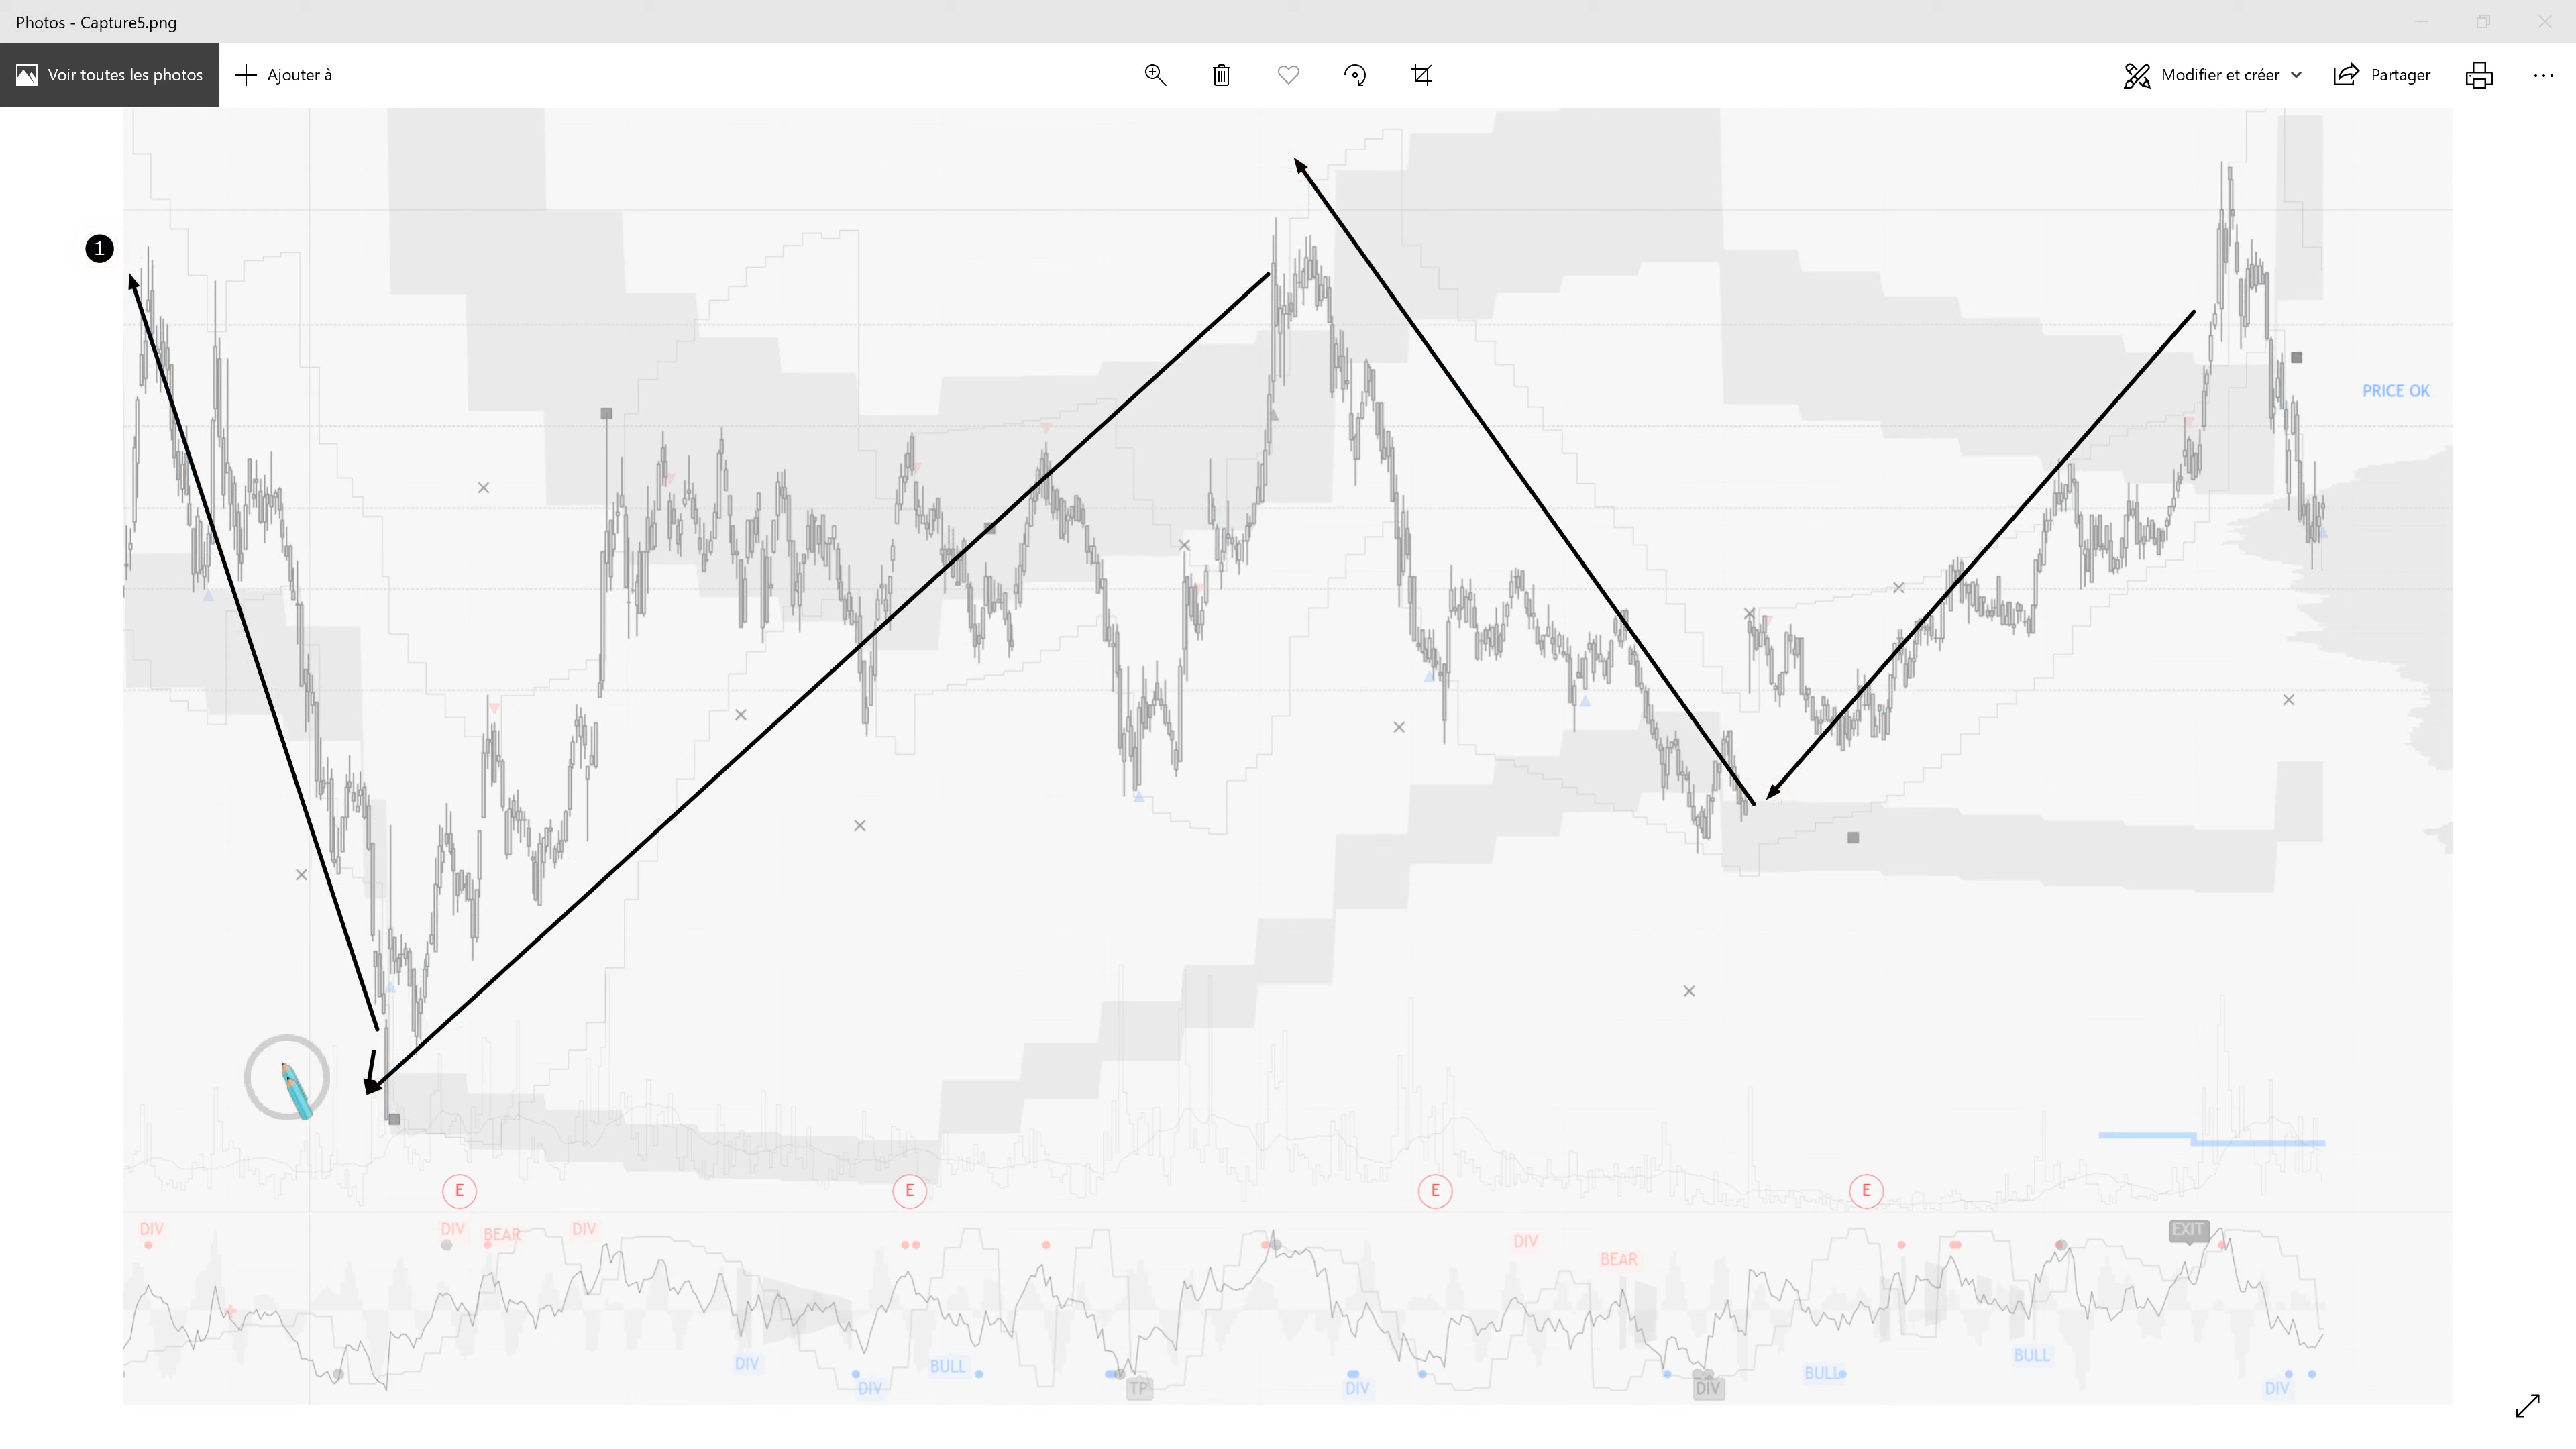 Photos - Capture5.png
Voir toutes les photos
Ajouter à
Modifier et créer
Partager
1
PRICE OK
E E E E
DIV DIV BEAR DIV DIV BEAR EXIT
DIV DIV BULL TP DIV DIV BULL BULL DIV